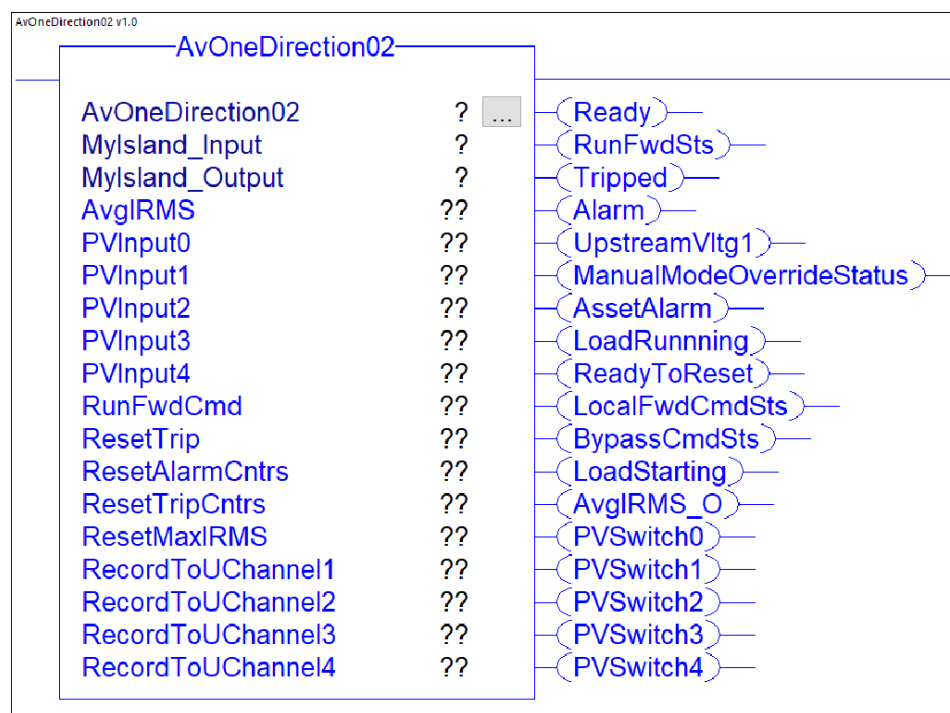 AvOneDirection02 v1.0
AvOneDirection02
AvOneDirection02 ? ... Ready
MyIsland_Input ? RunFwdSts
MyIsland_Output ? Tripped
AvgIRMS ?? Alarm
PVInput0 ?? UpstreamVltg1
PVInput1 ?? ManualModeOverrideStatus
PVInput2 ?? AssetAlarm
PVInput3 ?? LoadRunnning
PVInput4 ?? ReadyToReset
RunFwdCmd ?? LocalFwdCmdSts
ResetTrip ?? BypassCmdSts
ResetAlarmCntrs ?? LoadStarting
ResetTripCntrs ?? AvgIRMS_O
ResetMaxIRMS ?? PVSwitch0
RecordToUChannel1 ?? PVSwitch1
RecordToUChannel2 ?? PVSwitch2
RecordToUChannel3 ?? PVSwitch3
RecordToUChannel4 ?? PVSwitch4